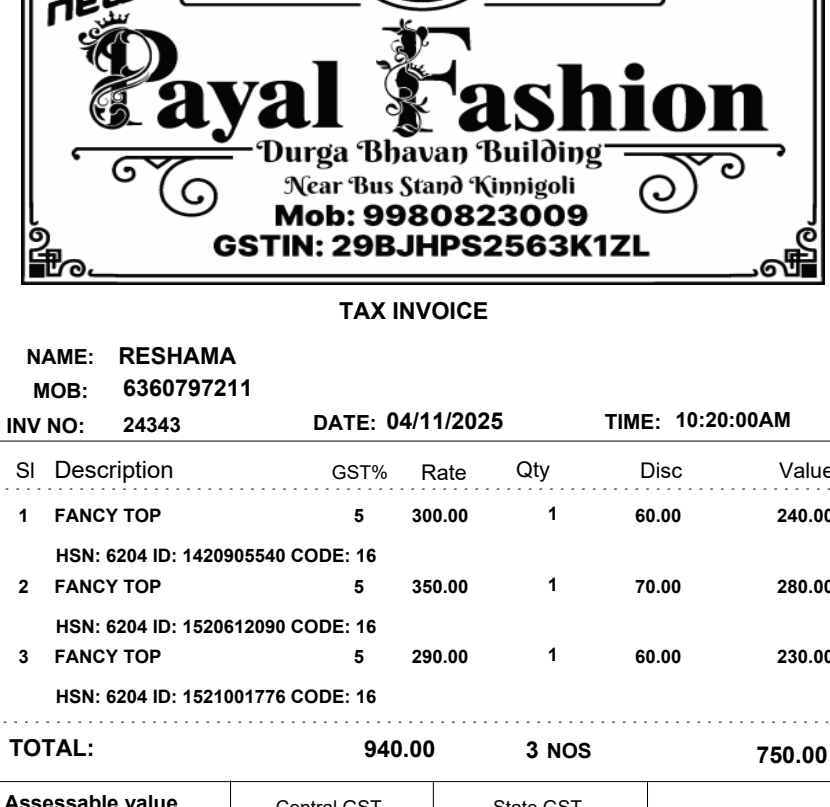 new
Payal Fashion
Durga Bhavan Building
Near Bus Stand Kinnigoli
Mob: 9980823009
GSTIN: 29BJHPS2563K1ZL
TAX INVOICE
NAME: RESHAMA
MOB: 6360797211
INV NO: 24343 DATE: 04/11/2025 TIME: 10:20:00AM
Sl Description GST% Rate Qty Disc Value
1 FANCY TOP 5 300.00 1 60.00 240.00
HSN: 6204 ID: 1420905540 CODE: 16
2 FANCY TOP 5 350.00 1 70.00 280.00
HSN: 6204 ID: 1520612090 CODE: 16
3 FANCY TOP 5 290.00 1 60.00 230.00
HSN: 6204 ID: 1521001776 CODE: 16
TOTAL: 940.00 3 NOS 750.00
Assessable value Central GST State GST